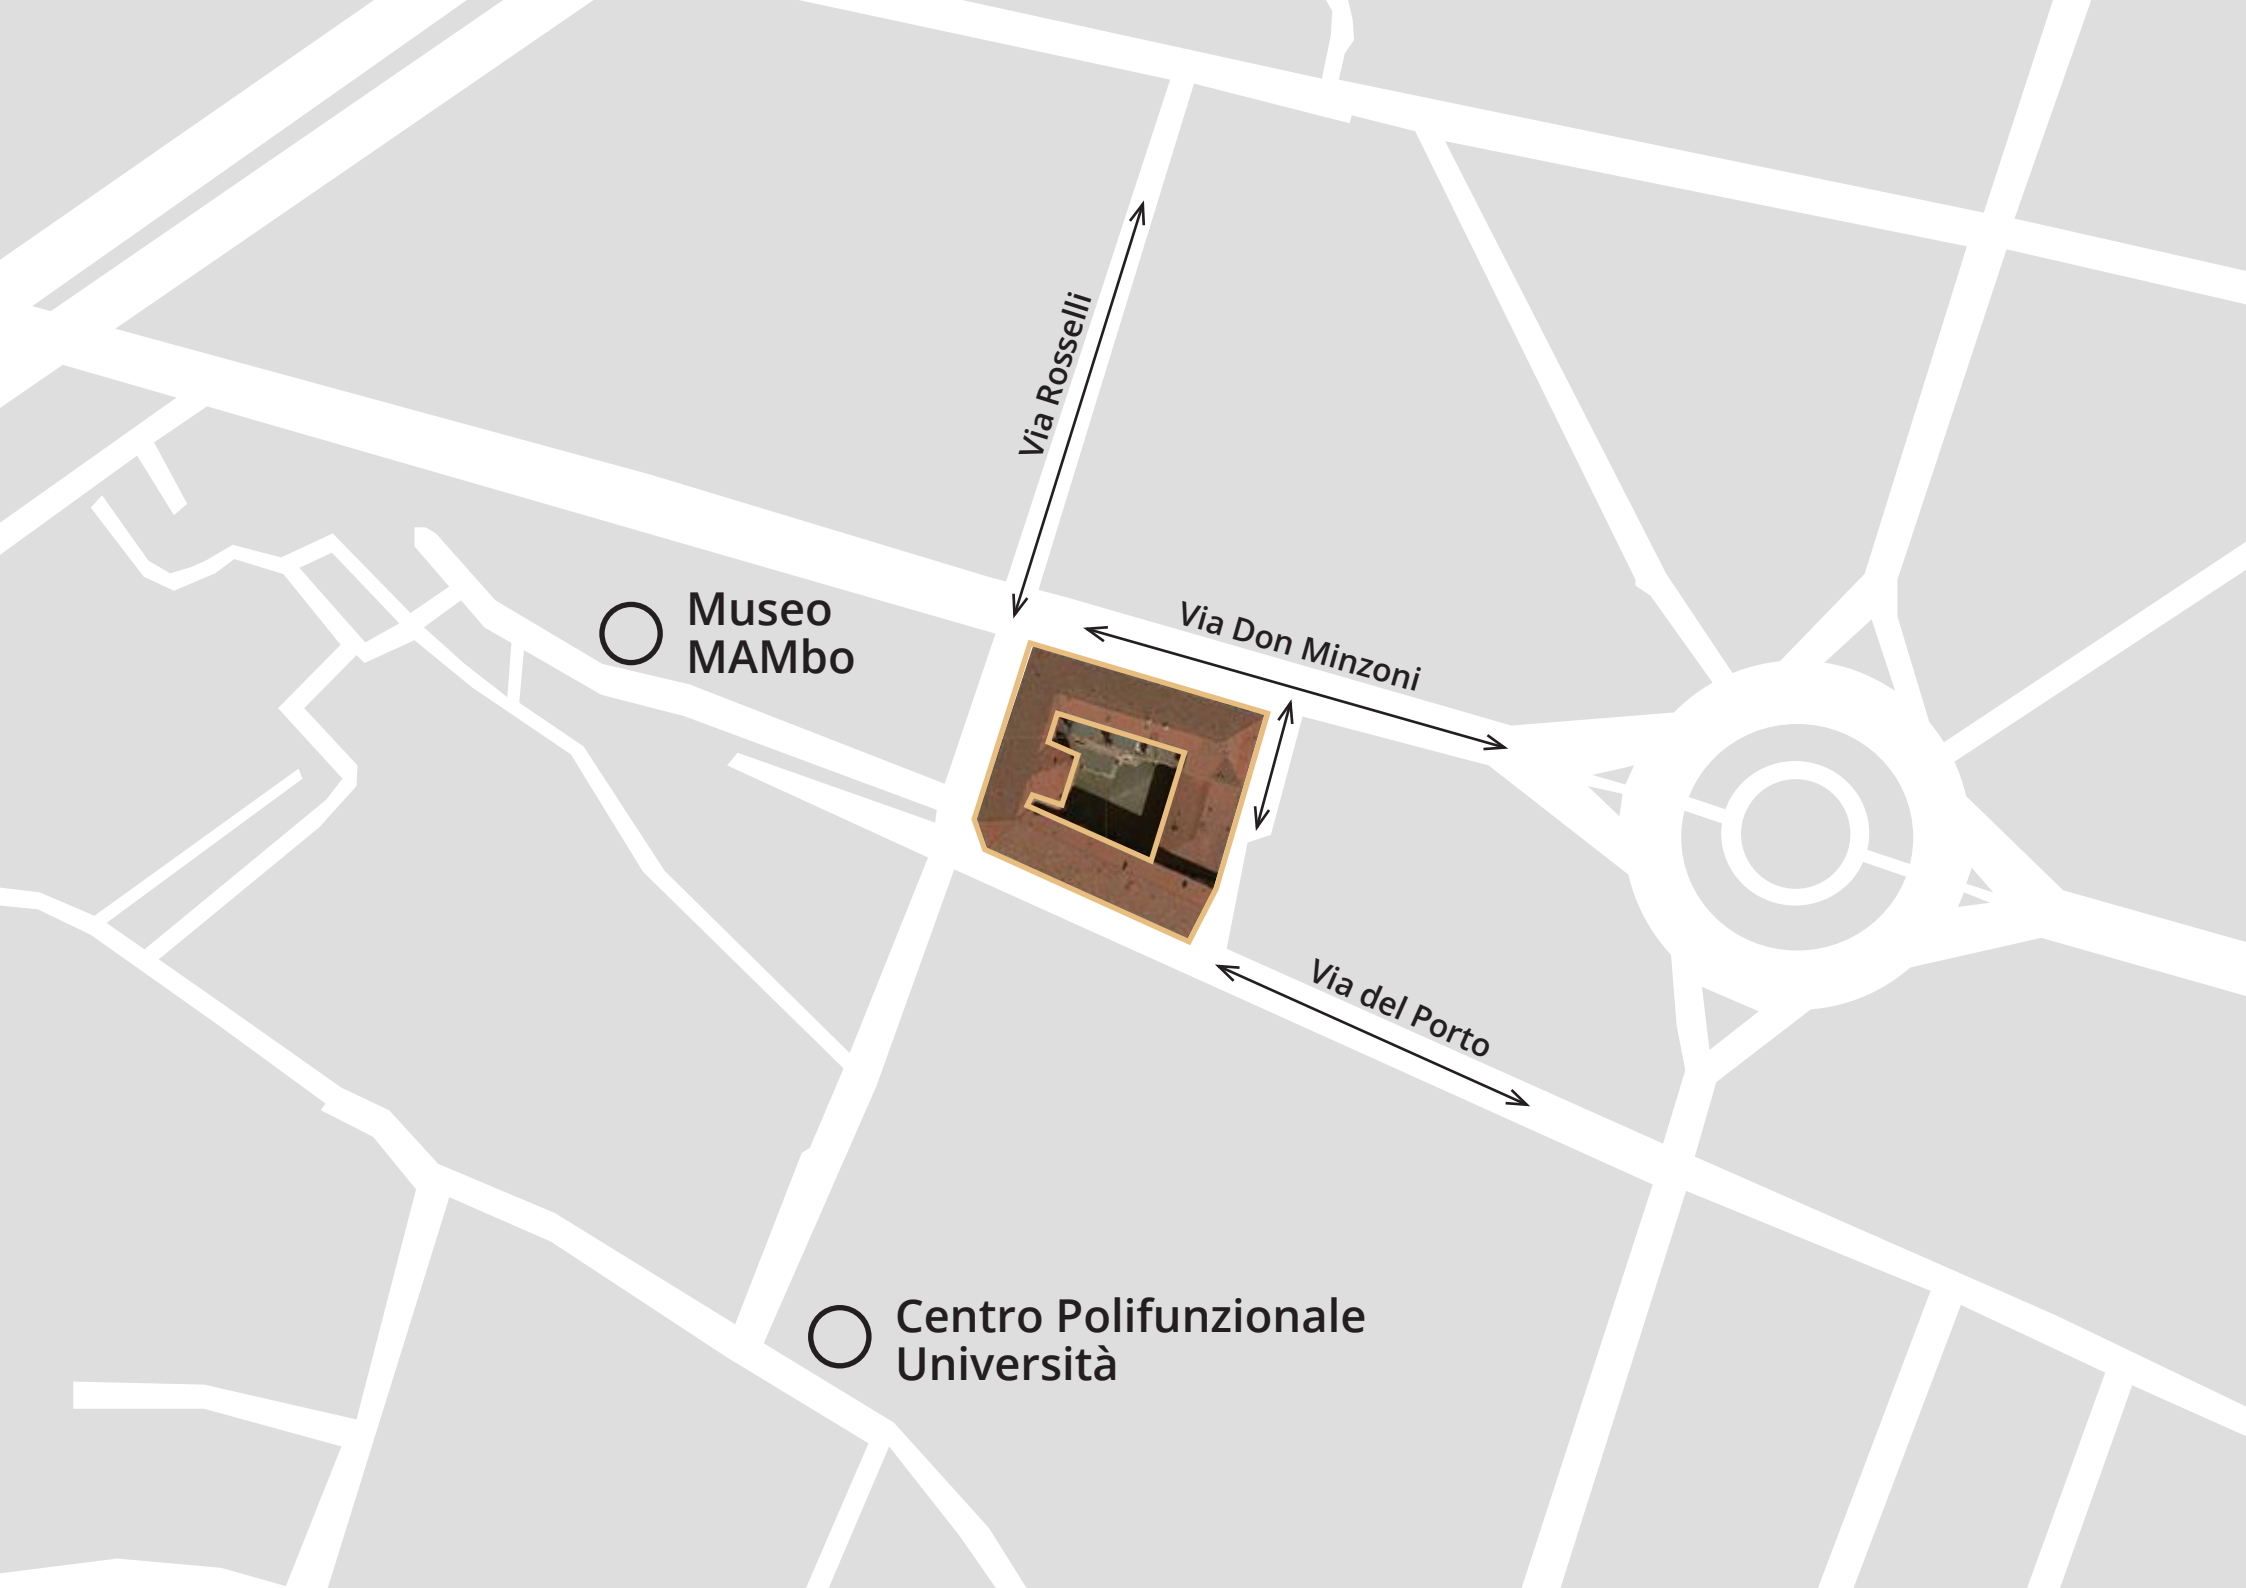 Via Rosselli
Museo
MAMbo
Via Don Minzoni
Via del Porto
Centro Polifunzionale
Università